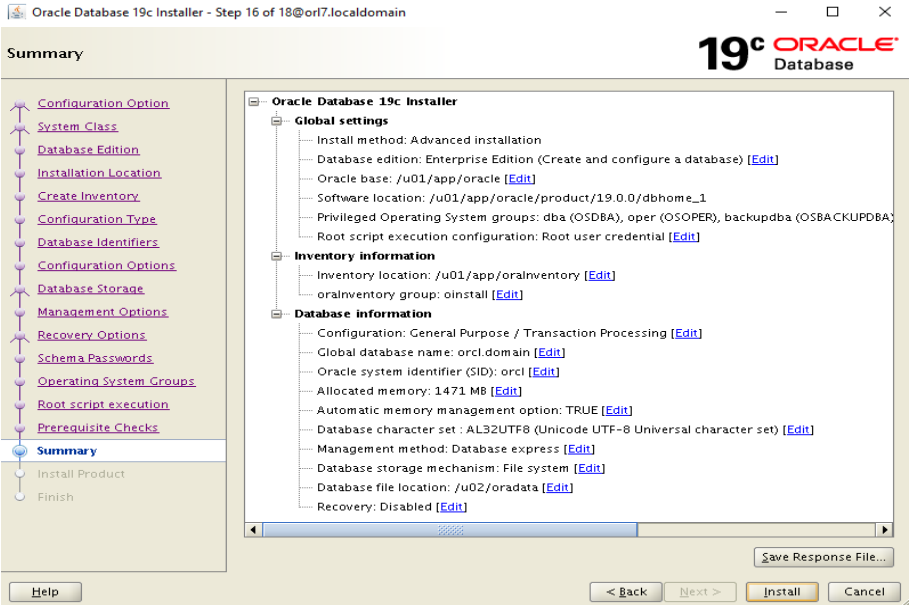 Oracle Database 19c Installer - Step 16 of 18@orl7.localdomain
Summary
19c ORACLE
Database
Configuration Option
System Class
Database Edition
Installation Location
Create Inventory
Configuration Type
Database Identifiers
Configuration Options
Database Storage
Management Options
Recovery Options
Schema Passwords
Operating System Groups
Root script execution
Prerequisite Checks
Summary
Install Product
Finish
Oracle Database 19c Installer
Global settings
Install method: Advanced installation
Database edition: Enterprise Edition (Create and configure a database) [Edit]
Oracle base: /u01/app/oracle [Edit]
Software location: /u01/app/oracle/product/19.0.0/dbhome_1
Privileged Operating System groups: dba (OSDBA), oper (OSOPER), backupdba (OSBACKUPDBA)
Root script execution configuration: Root user credential [Edit]
Inventory information
Inventory location: /u01/app/oraInventory [Edit]
oraInventory group: oinstall [Edit]
Database information
Configuration: General Purpose / Transaction Processing [Edit]
Global database name: orcl.domain [Edit]
Oracle system identifier (SID): orcl [Edit]
Allocated memory: 1471 MB [Edit]
Automatic memory management option: TRUE [Edit]
Database character set : AL32UTF8 (Unicode UTF-8 Universal character set) [Edit]
Management method: Database express [Edit]
Database storage mechanism: File system [Edit]
Database file location: /u02/oradata [Edit]
Recovery: Disabled [Edit]
Save Response File...
Help
< Back
Next >
Install
Cancel